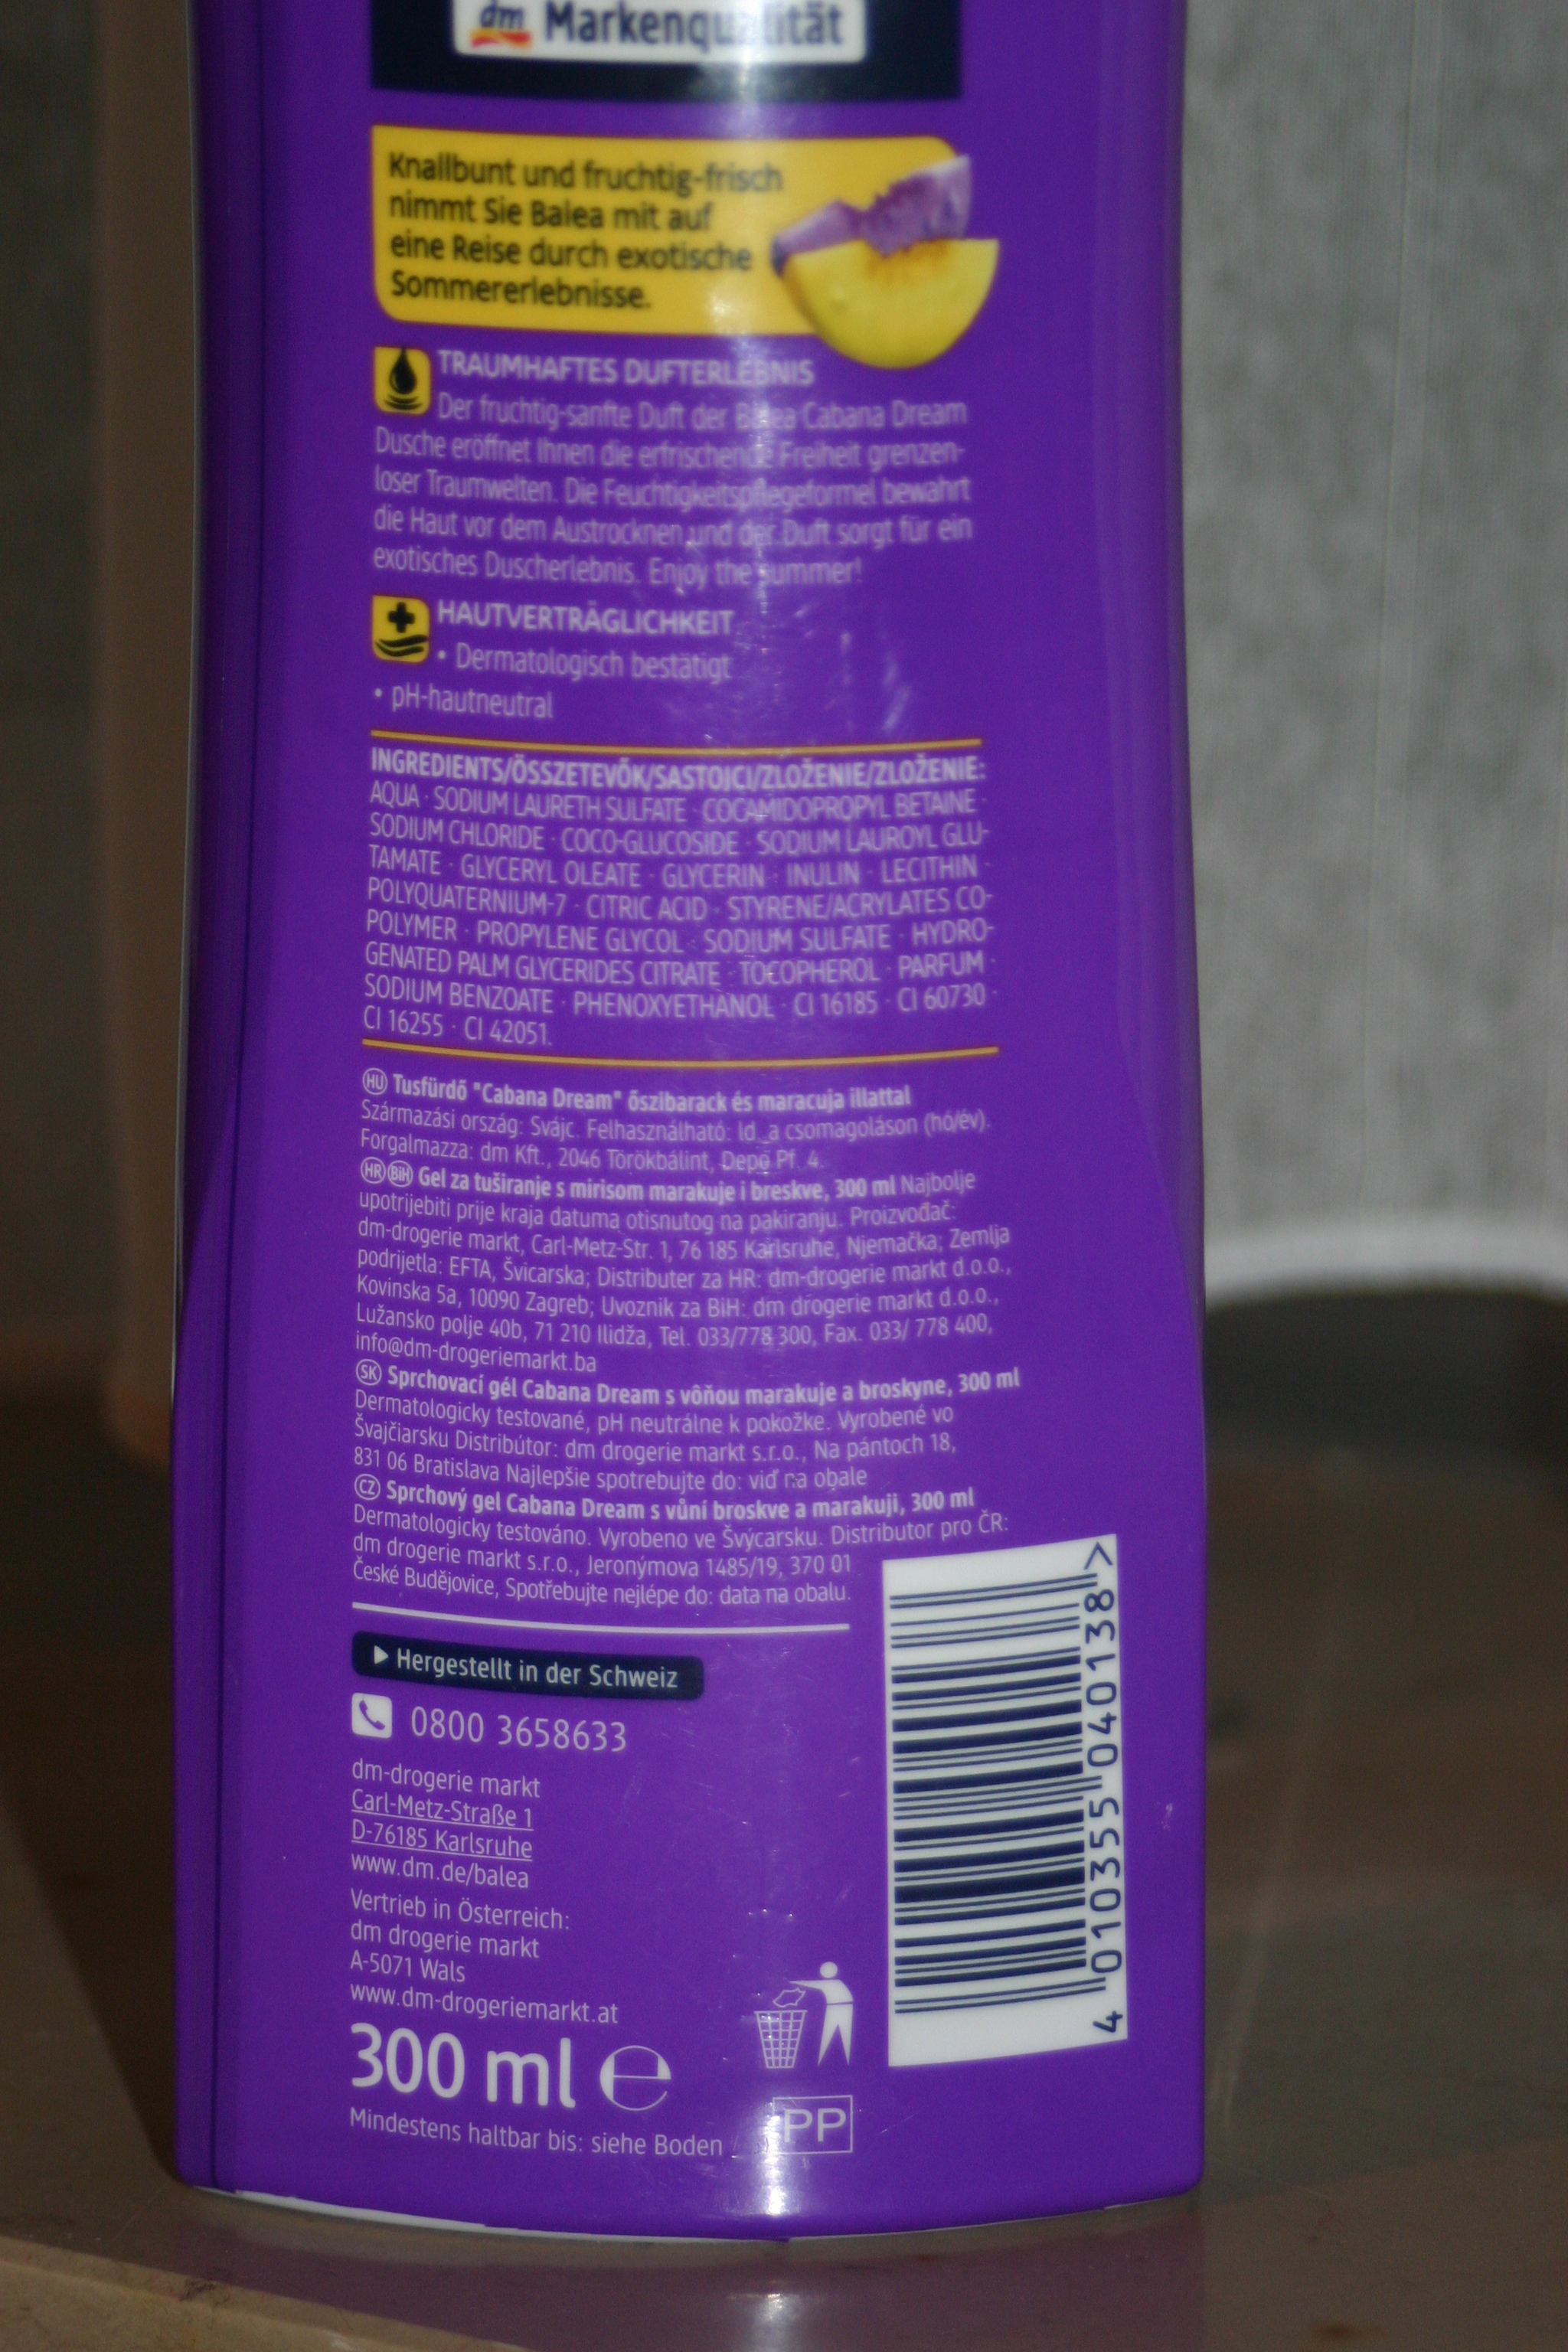 dm Markenqualität
Knallbunt und fruchtig-frisch
nimmt Sie Balea mit auf
eine Reise durch exotische
Sommererlebnisse.
TRAUMHAFTES DUFTERLEBNIS
Der fruchtig-sanfte Duft der Balea Cabana Dream
Dusche eröffnet Ihnen die erfrischende Freiheit grenzen-
loser Traumwelten. Die Feuchtigkeitspflegeformel bewahrt
die Haut vor dem Austrocknen und der Duft sorgt für ein
exotisches Duscherlebnis. Enjoy the summer!
HAUTVERTRÄGLICHKEIT
• Dermatologisch bestätigt
• pH-hautneutral
INGREDIENTS/ÖSSZETEVŐK/SASTOJCI/ZLOŽENIE/ZLOŽENIE:
AQUA · SODIUM LAURETH SULFATE · COCAMIDOPROPYL BETAINE ·
SODIUM CHLORIDE · COCO-GLUCOSIDE · SODIUM LAUROYL GLU-
TAMATE · GLYCERYL OLEATE · GLYCERIN · INULIN · LECITHIN ·
POLYQUATERNIUM-7 · CITRIC ACID · STYRENE/ACRYLATES CO-
POLYMER · PROPYLENE GLYCOL · SODIUM SULFATE · HYDRO-
GENATED PALM GLYCERIDES CITRATE · TOCOPHEROL · PARFUM ·
SODIUM BENZOATE · PHENOXYETHANOL · CI 16185 · CI 60730 ·
CI 16255 · CI 42051.
HU Tusfürdő "Cabana Dream" őszibarack és maracuja illattal
Származási ország: Svájc. Felhasználható: ld. a csomagoláson (hó/év).
Forgalmazza: dm Kft., 2046 Törökbálint, Depó Pf. 4.
HR BiH Gel za tuširanje s mirisom marakuje i breskve, 300 ml Najbolje
upotrijebiti prije kraja datuma otisnutog na pakiranju. Proizvođač:
dm-drogerie markt, Carl-Metz-Str. 1, 76 185 Karlsruhe, Njemačka; Zemlja
podrijetla: EFTA, Švicarska; Distributer za HR: dm-drogerie markt d.o.o.,
Kovinska 5a, 10090 Zagreb; Uvoznik za BiH: dm drogerie markt d.o.o.,
Lužansko polje 40b, 71 210 Ilidža, Tel. 033/778 300, Fax. 033/ 778 400,
info@dm-drogeriemarkt.ba
SK Sprchovací gél Cabana Dream s vôňou marakuje a broskyne, 300 ml
Dermatologicky testované, pH neutrálne k pokožke. Vyrobené vo
Švajčiarsku Distribútor: dm drogerie markt s.r.o., Na pántoch 18,
831 06 Bratislava Najlepšie spotrebujte do: viď na obale
CZ Sprchový gel Cabana Dream s vůní broskve a marakuji, 300 ml
Dermatologicky testováno. Vyrobeno ve Švýcarsku. Distributor pro ČR:
dm drogerie markt s.r.o., Jeronýmova 1485/19, 370 01
České Budějovice, Spotřebujte nejlépe do: data na obalu.
Hergestellt in der Schweiz
0800 3658633
dm-drogerie markt
Carl-Metz-Straße 1
D-76185 Karlsruhe
www.dm.de/balea
Vertrieb in Österreich:
dm drogerie markt
A-5071 Wals
www.dm-drogeriemarkt.at
300 ml ℮
Mindestens haltbar bis: siehe Boden
PP
4 010355 040138 >